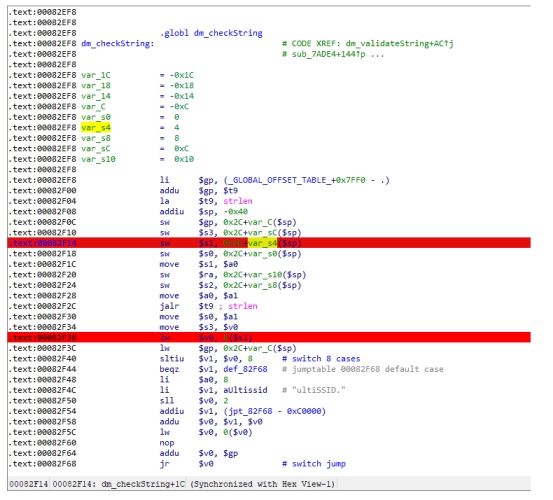 .text:00082EF8
.text:00082EF8
.text:00082EF8 .globl dm_checkString
.text:00082EF8 dm_checkString: # CODE XREF: dm_validateString+AC↑j
.text:00082EF8 # sub_7ADE4+144↑p ...
.text:00082EF8
.text:00082EF8 var_1C = -0x1C
.text:00082EF8 var_18 = -0x18
.text:00082EF8 var_14 = -0x14
.text:00082EF8 var_C = -0xC
.text:00082EF8 var_s0 = 0
.text:00082EF8 var_s4 = 4
.text:00082EF8 var_s8 = 8
.text:00082EF8 var_sC = 0xC
.text:00082EF8 var_s10 = 0x10
.text:00082EF8
.text:00082EF8 li $gp, (_GLOBAL_OFFSET_TABLE_+0x7FF0 - .)
.text:00082F00 addu $gp, $t9
.text:00082F04 la $t9, strlen
.text:00082F08 addiu $sp, -0x40
.text:00082F0C sw $gp, 0x2C+var_C($sp)
.text:00082F10 sw $s3, 0x2C+var_sC($sp)
.text:00082F14 sw $s1, 0x2C+var_s4($sp)
.text:00082F18 sw $s0, 0x2C+var_s0($sp)
.text:00082F1C move $s1, $a0
.text:00082F20 sw $ra, 0x2C+var_s10($sp)
.text:00082F24 sw $s2, 0x2C+var_s8($sp)
.text:00082F28 move $a0, $a1
.text:00082F2C jalr $t9 ; strlen
.text:00082F30 move $s0, $a1
.text:00082F34 move $s3, $v0
.text:00082F38 lw $v0, 0($s1)
.text:00082F3C lw $gp, 0x2C+var_C($sp)
.text:00082F40 sltiu $v1, $v0, 8 # switch 8 cases
.text:00082F44 beqz $v1, def_82F68 # jumptable 00082F68 default case
.text:00082F48 li $a0, 8
.text:00082F4C li $v1, aUltissid # "ultiSSID."
.text:00082F50 sll $v0, 2
.text:00082F54 addiu $v1, (jpt_82F68 - 0xC0000)
.text:00082F58 addu $v0, $v1, $v0
.text:00082F5C lw $v0, 0($v0)
.text:00082F60 nop
.text:00082F64 addu $v0, $gp
.text:00082F68 jr $v0 # switch jump
00082F14 00082F14: dm_checkString+1C (Synchronized with Hex View-1)